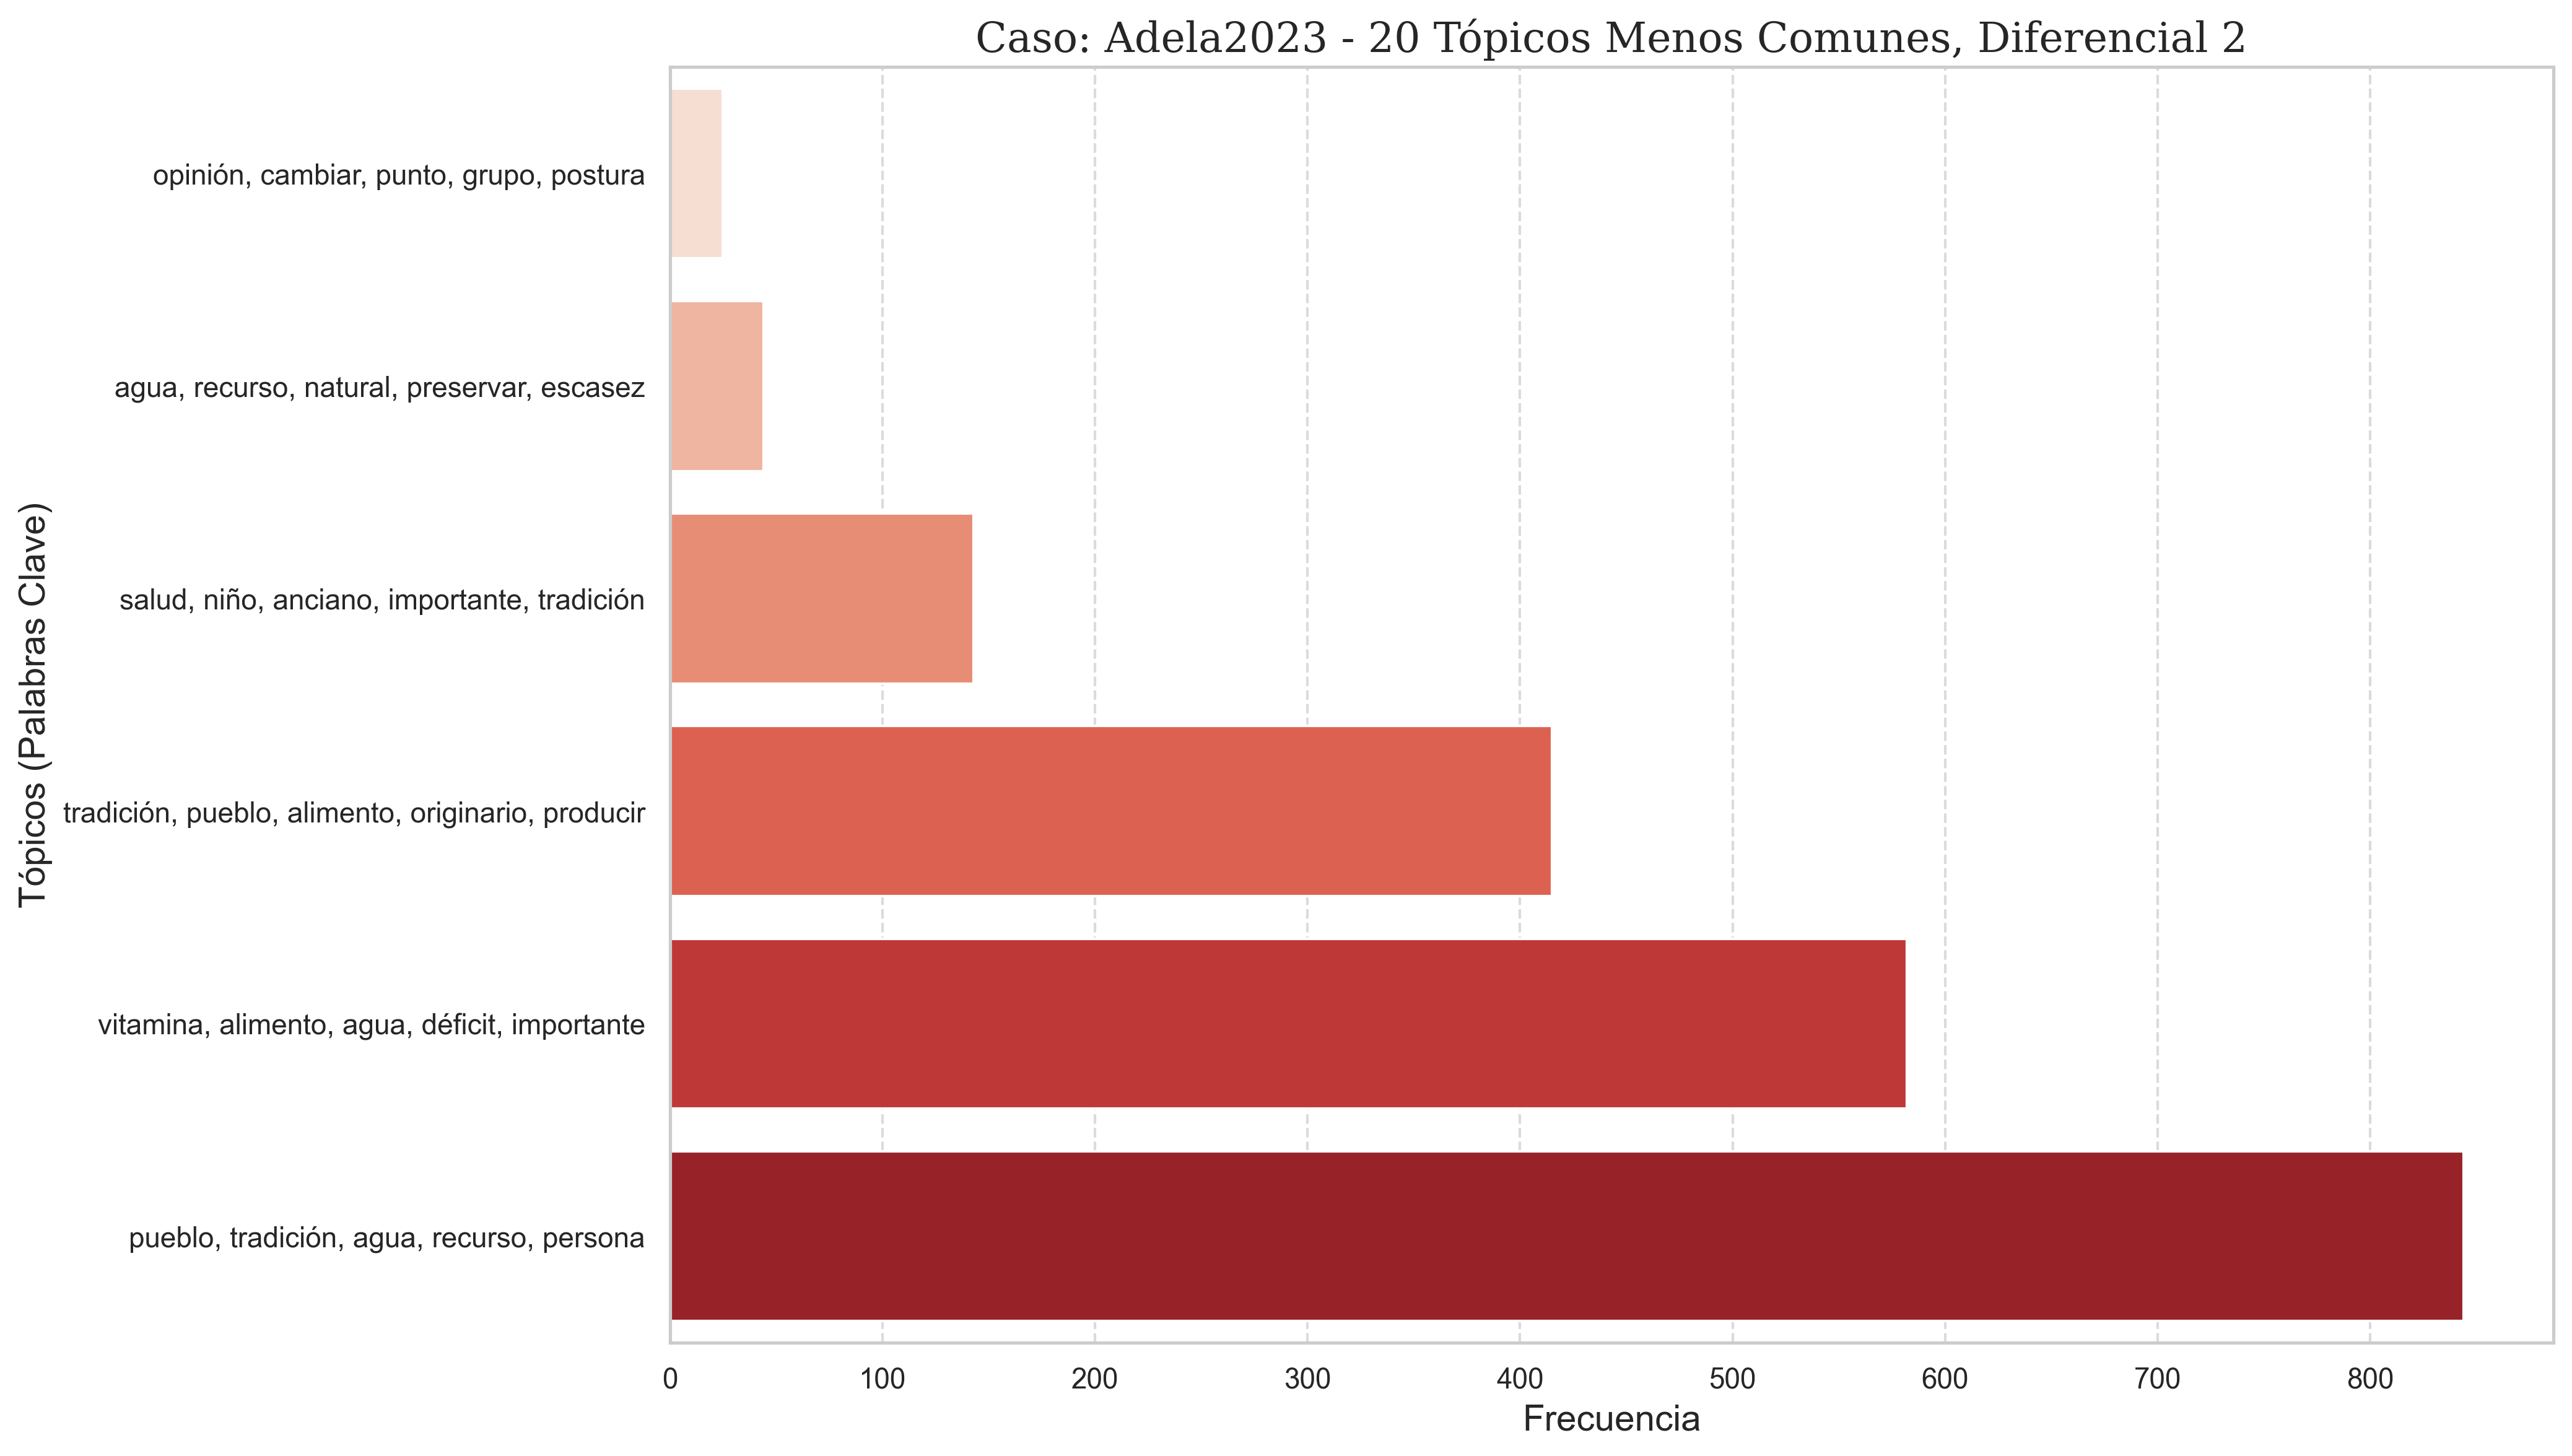 Caso: Adela2023 - 20 Tópicos Menos Comunes, Diferencial 2
Tópicos (Palabras Clave)
opinión, cambiar, punto, grupo, postura
agua, recurso, natural, preservar, escasez
salud, niño, anciano, importante, tradición
tradición, pueblo, alimento, originario, producir
vitamina, alimento, agua, déficit, importante
pueblo, tradición, agua, recurso, persona
0 100 200 300 400 500 600 700 800
Frecuencia